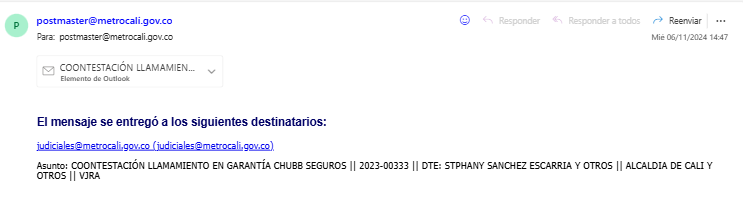 P
postmaster@metrocali.gov.co
Responder
Responder a todos
Reenviar
Para: postmaster@metrocali.gov.co
Mié 06/11/2024 14:47
COONTESTACIÓN LLAMAMIEN...
Elemento de Outlook
El mensaje se entregó a los siguientes destinatarios:
judiciales@metrocali.gov.co (judiciales@metrocali.gov.co)
Asunto: COONTESTACIÓN LLAMAMIENTO EN GARANTÍA CHUBB SEGUROS || 2023-00333 || DTE: STPHANY SANCHEZ ESCARRIA Y OTROS || ALCALDIA DE CALI Y
OTROS || VJRA